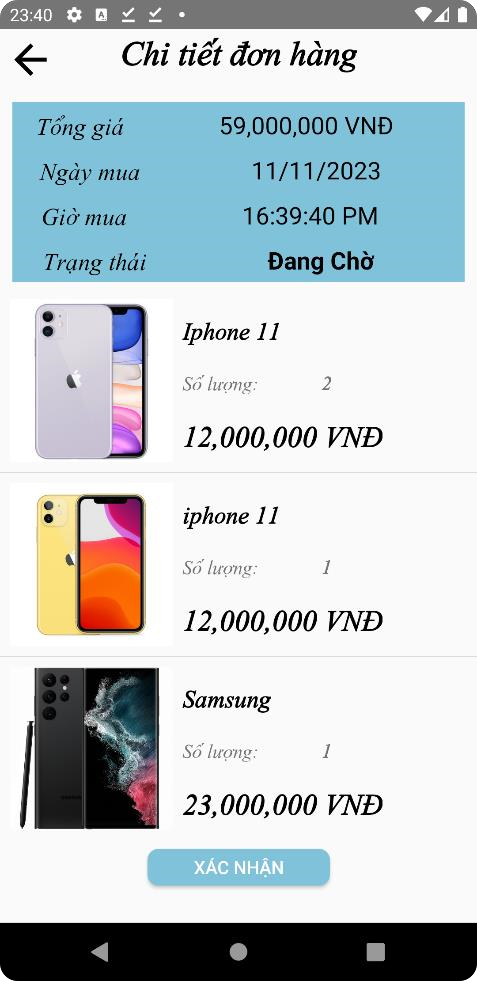 23:40
Chi tiết đơn hàng
Tổng giá 59,000,000 VNĐ
Ngày mua 11/11/2023
Giờ mua 16:39:40 PM
Trạng thái Đang Chờ
Iphone 11
Số lượng: 2
12,000,000 VNĐ
iphone 11
Số lượng: 1
12,000,000 VNĐ
Samsung
Số lượng: 1
23,000,000 VNĐ
XÁC NHẬN